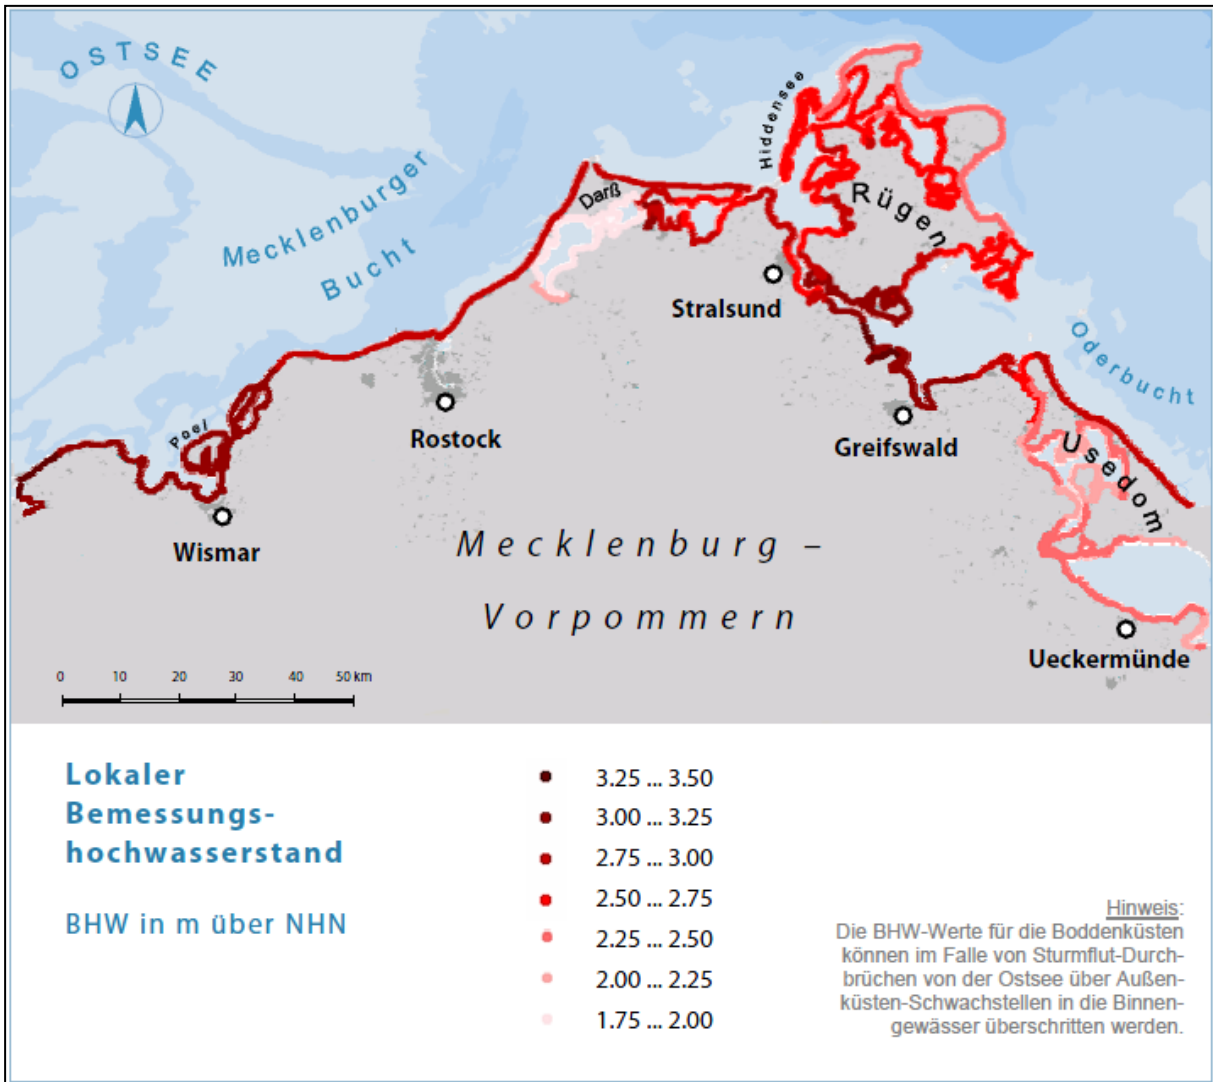 OSTSEE
Mecklenburger
Bucht
Hiddensee
Darß
Rügen
Stralsund
Oderbucht
Poel
Rostock
Greifswald
Usedom
Wismar
Mecklenburg –
Vorpommern
Ueckermünde
0 10 20 30 40 50 km
Lokaler
Bemessungs-
hochwasserstand
BHW in m über NHN
3.25 ... 3.50
3.00 ... 3.25
2.75 ... 3.00
2.50 ... 2.75
2.25 ... 2.50
2.00 ... 2.25
1.75 ... 2.00
Hinweis:
Die BHW-Werte für die Boddenküsten
können im Falle von Sturmflut-Durch-
brüchen von der Ostsee über Außen-
küsten-Schwachstellen in die Binnen-
gewässer überschritten werden.